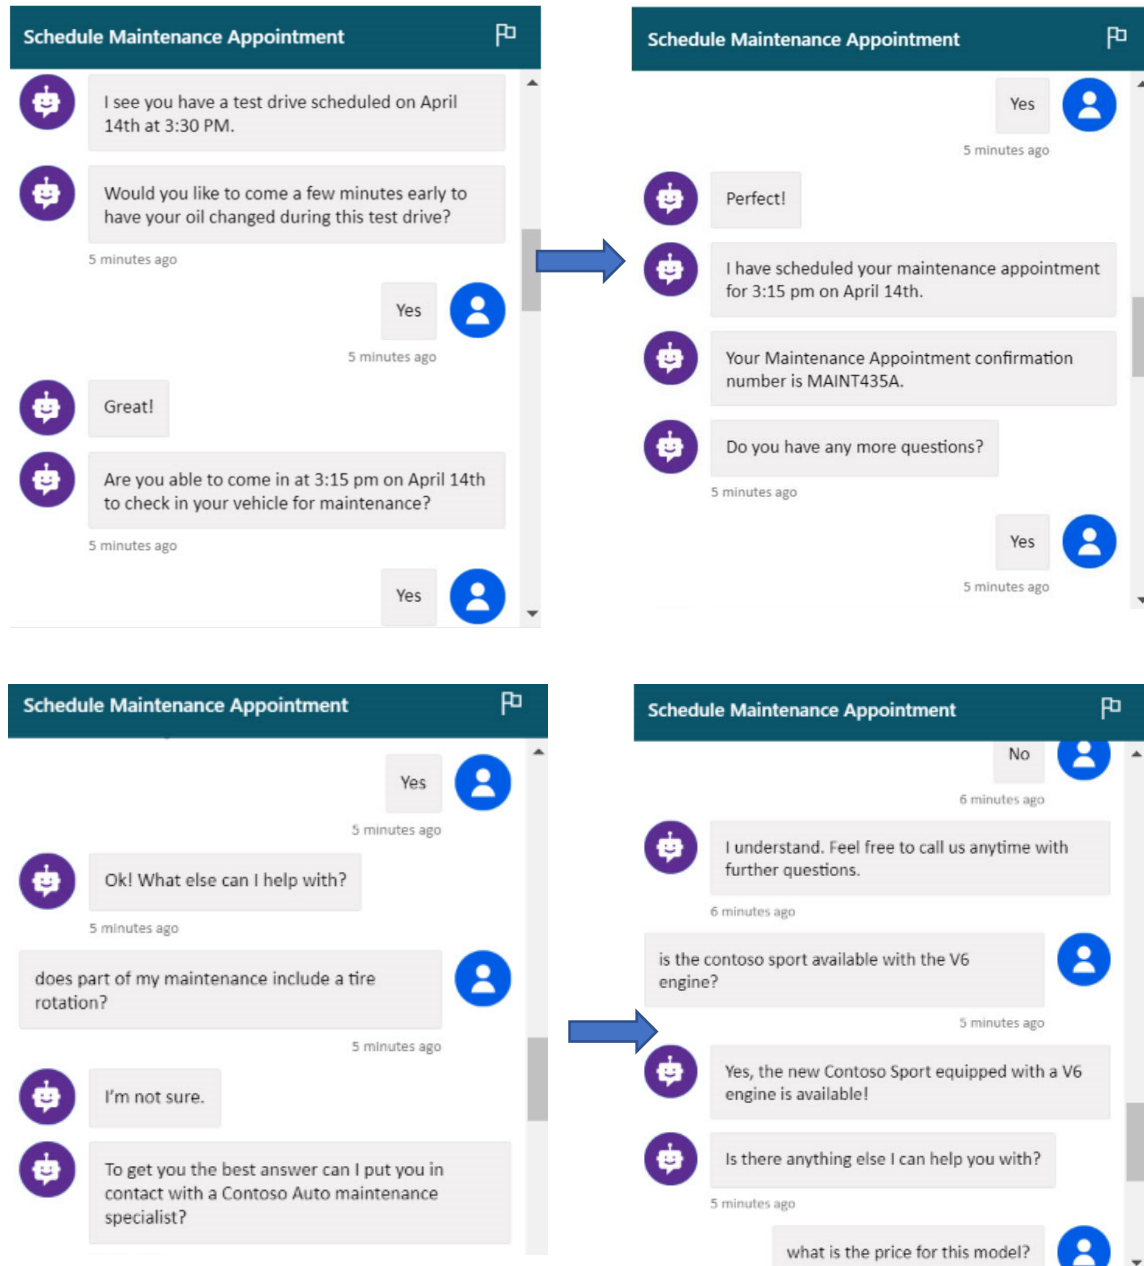 Schedule Maintenance Appointment
I see you have a test drive scheduled on April
14th at 3:30 PM.
Would you like to come a few minutes early to
have your oil changed during this test drive?
5 minutes ago
Yes
5 minutes ago
Great!
Are you able to come in at 3:15 pm on April 14th
to check in your vehicle for maintenance?
5 minutes ago
Yes
Schedule Maintenance Appointment
Yes
5 minutes ago
Perfect!
I have scheduled your maintenance appointment
for 3:15 pm on April 14th.
Your Maintenance Appointment confirmation
number is MAINT435A.
Do you have any more questions?
5 minutes ago
Yes
5 minutes ago
Schedule Maintenance Appointment
Yes
5 minutes ago
Ok! What else can I help with?
5 minutes ago
does part of my maintenance include a tire
rotation?
5 minutes ago
I'm not sure.
To get you the best answer can I put you in
contact with a Contoso Auto maintenance
specialist?
Schedule Maintenance Appointment
No
6 minutes ago
I understand. Feel free to call us anytime with
further questions.
6 minutes ago
is the contoso sport available with the V6
engine?
5 minutes ago
Yes, the new Contoso Sport equipped with a V6
engine is available!
Is there anything else I can help you with?
5 minutes ago
what is the price for this model?